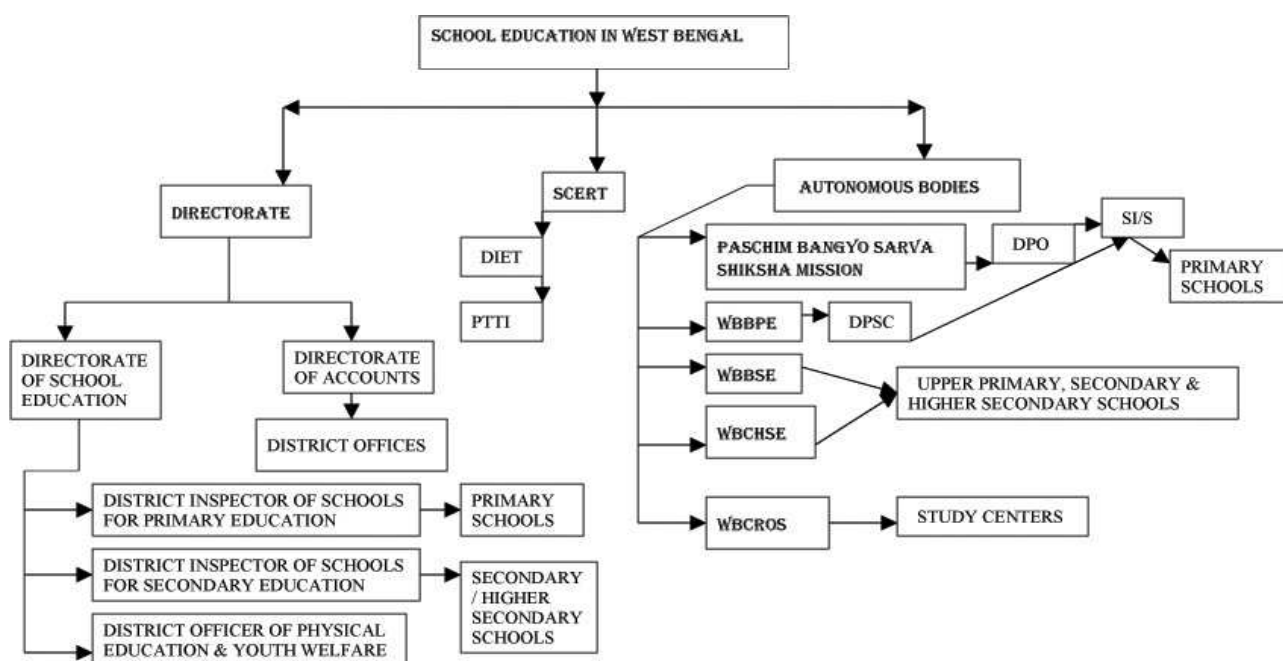 SCHOOL EDUCATION IN WEST BENGAL
DIRECTORATE
SCERT
AUTONOMOUS BODIES
DIET
PTTI
PASCHIM BANGYO SARVA
SHIKSHA MISSION
DPO
SI/S
PRIMARY
SCHOOLS
WBBPE
DPSC
DIRECTORATE
OF SCHOOL
EDUCATION
DIRECTORATE
OF ACCOUNTS
DISTRICT OFFICES
WBBSE
WBCHSE
UPPER PRIMARY, SECONDARY &
HIGHER SECONDARY SCHOOLS
WBCROS
STUDY CENTERS
DISTRICT INSPECTOR OF SCHOOLS
FOR PRIMARY EDUCATION
PRIMARY
SCHOOLS
DISTRICT INSPECTOR OF SCHOOLS
FOR SECONDARY EDUCATION
SECONDARY
/ HIGHER
SECONDARY
SCHOOLS
DISTRICT OFFICER OF PHYSICAL
EDUCATION & YOUTH WELFARE